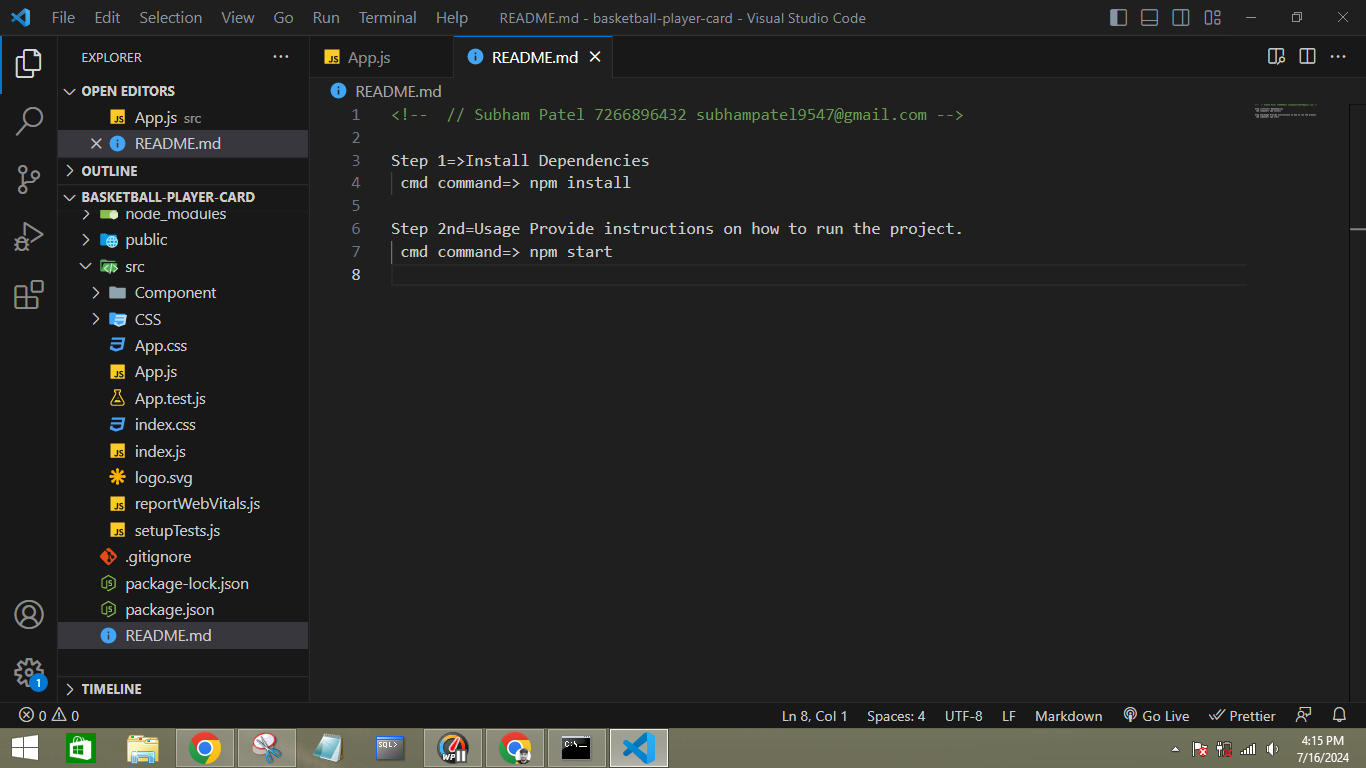 File Edit Selection View Go Run Terminal Help README.md - basketball-player-card - Visual Studio Code
EXPLORER
App.js
README.md
OPEN EDITORS
App.js src
README.md
OUTLINE
BASKETBALL-PLAYER-CARD
node_modules
public
src
Component
CSS
App.css
App.js
App.test.js
index.css
index.js
logo.svg
reportWebVitals.js
setupTests.js
.gitignore
package-lock.json
package.json
README.md
TIMELINE
1
README.md
1 <!--  // Subham Patel 7266896432 subhampatel9547@gmail.com -->
2
3 Step 1=>Install Dependencies
4 cmd command=> npm install
5
6 Step 2nd=Usage Provide instructions on how to run the project.
7 cmd command=> npm start
8
0 0
Ln 8, Col 1 Spaces: 4 UTF-8 LF Markdown Go Live Prettier
SQL>
WP
C:\._
4:15 PM
7/16/2024